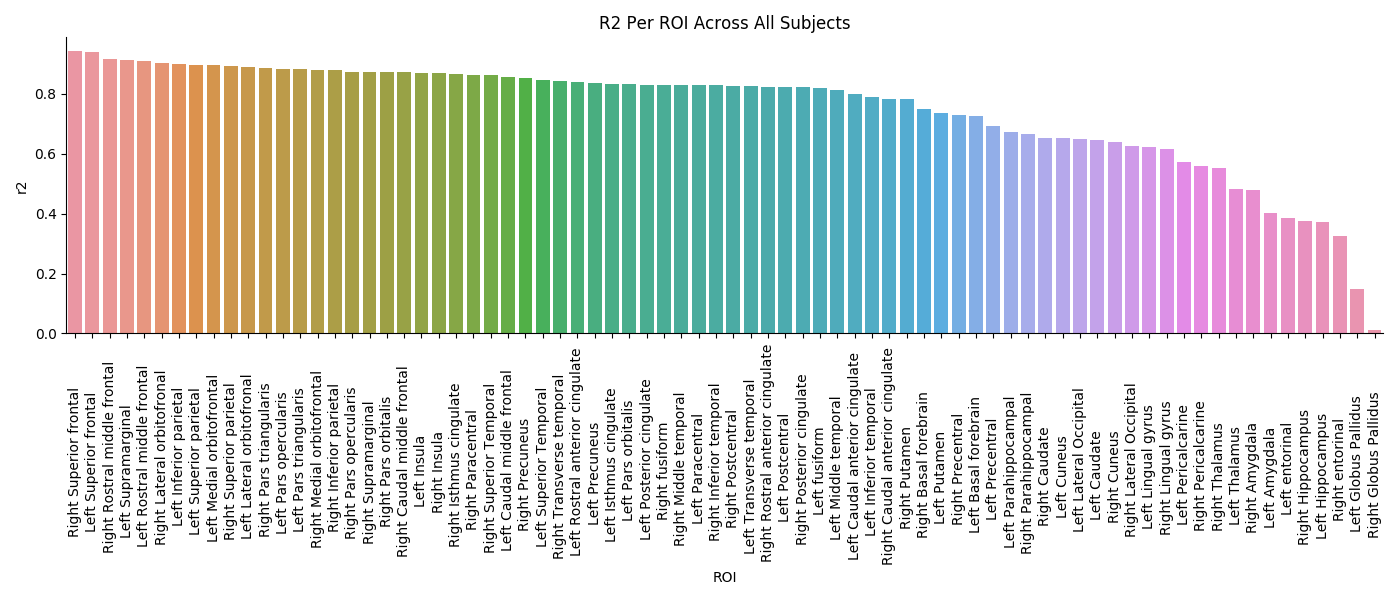 R2 Per ROI Across All Subjects
r2
0.8
0.6
0.4
0.2
0.0
Right Superior frontal
Left Superior frontal
Right Rostral middle frontal
Left Supramarginal
Left Rostral middle frontal
Right Lateral orbitofronal
Left Inferior parietal
Left Superior parietal
Left Medial orbitofrontal
Right Superior parietal
Left Lateral orbitofronal
Right Pars triangularis
Left Pars opercularis
Left Pars triangularis
Right Medial orbitofrontal
Right Inferior parietal
Right Pars opercularis
Right Supramarginal
Right Pars orbitalis
Right Caudal middle frontal
Left Insula
Right Insula
Right Isthmus cingulate
Right Paracentral
Right Superior Temporal
Left Caudal middle frontal
Right Precuneus
Left Superior Temporal
Right Transverse temporal
Left Rostral anterior cingulate
Left Precuneus
Left Isthmus cingulate
Left Pars orbitalis
Left Posterior cingulate
Right fusiform
Right Middle temporal
Left Paracentral
Right Inferior temporal
Right Postcentral
Left Transverse temporal
Right Rostral anterior cingulate
Left Postcentral
Right Posterior cingulate
Left fusiform
Left Middle temporal
Left Caudal anterior cingulate
Left Inferior temporal
Right Caudal anterior cingulate
Right Putamen
Right Basal forebrain
Left Putamen
Right Precentral
Left Basal forebrain
Left Precentral
Left Parahippocampal
Right Parahippocampal
Right Caudate
Left Cuneus
Left Lateral Occipital
Left Caudate
Right Cuneus
Right Lateral Occipital
Left Lingual gyrus
Right Lingual gyrus
Left Pericalcarine
Right Pericalcarine
Right Thalamus
Left Thalamus
Right Amygdala
Left Amygdala
Left entorinal
Right Hippocampus
Left Hippocampus
Right entorinal
Left Globus Pallidus
Right Globus Pallidus
ROI